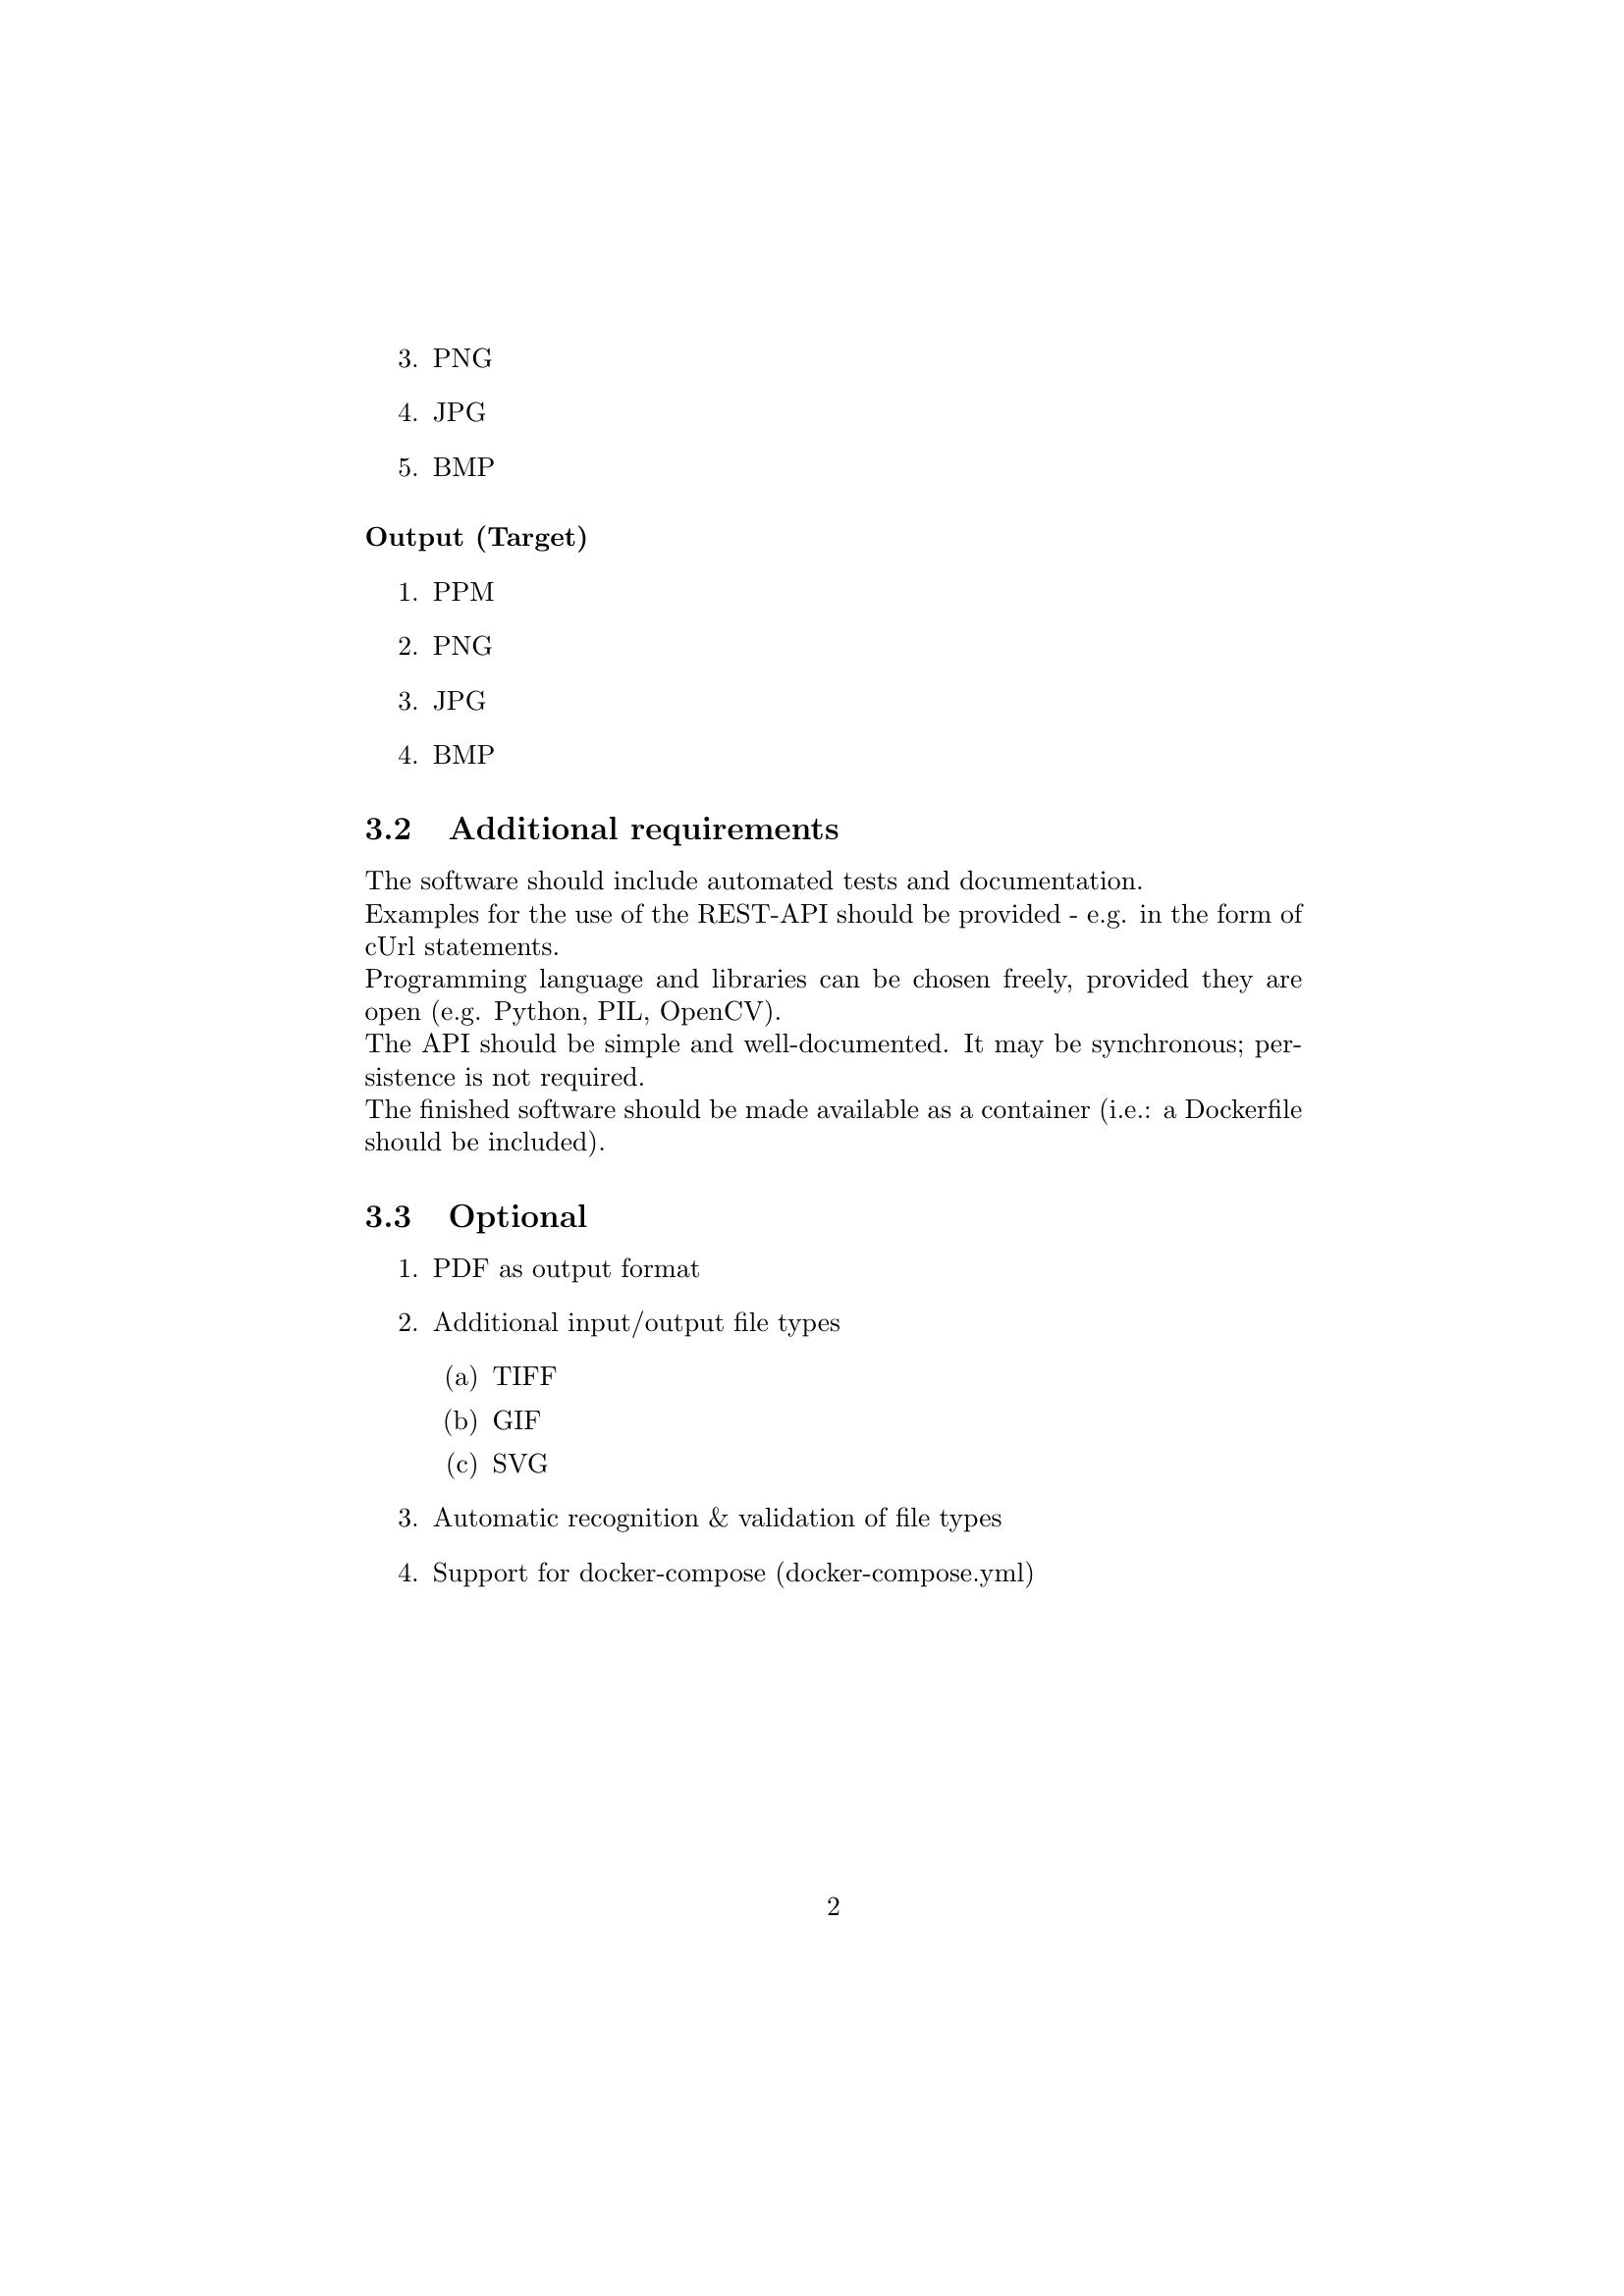 3. PNG
4. JPG
5. BMP
Output (Target)
1. PPM
2. PNG
3. JPG
4. BMP
3.2 Additional requirements
The software should include automated tests and documentation.
Examples for the use of the REST-API should be provided - e.g. in the form of
cUrl statements.
Programming language and libraries can be chosen freely, provided they are
open (e.g. Python, PIL, OpenCV).
The API should be simple and well-documented. It may be synchronous; per-
sistence is not required.
The finished software should be made available as a container (i.e.: a Dockerfile
should be included).
3.3 Optional
1. PDF as output format
2. Additional input/output file types
(a) TIFF
(b) GIF
(c) SVG
3. Automatic recognition & validation of file types
4. Support for docker-compose (docker-compose.yml)
2